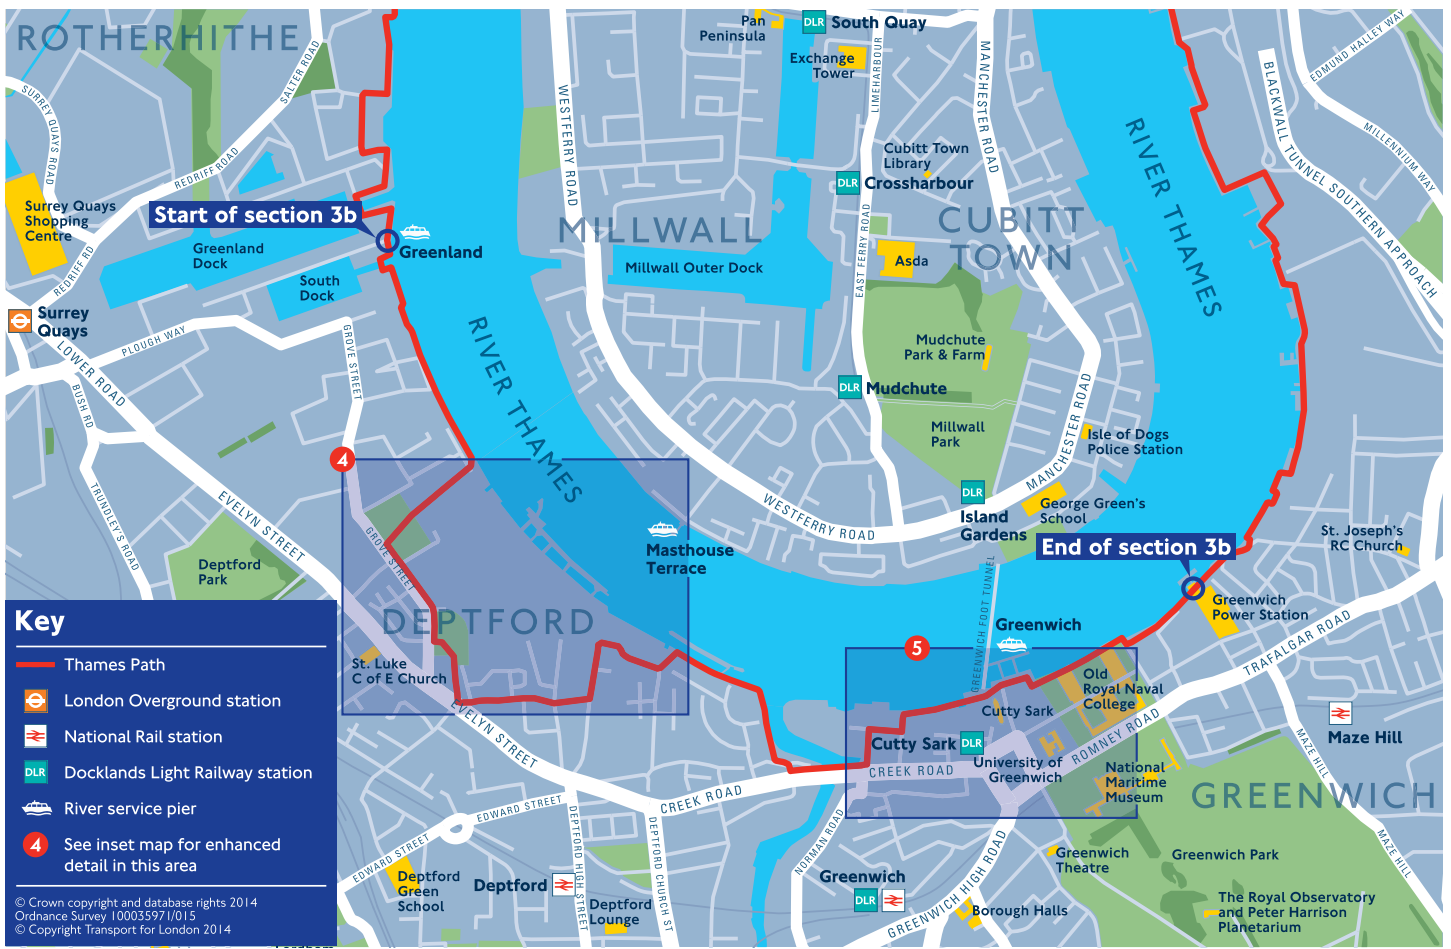 ROTHERHITHE
SURREY QUAYS ROAD
SALTER ROAD
REDRIFF ROAD
Surrey Quays
Shopping
Centre
REDRIFF RD
Start of section 3b
Greenland
Greenland
Dock
South
Dock
Surrey
Quays
PLOUGH WAY
LOWER ROAD
BUSH RD
GROVE STREET
TRUNDLEY'S ROAD
EVELYN STREET
Deptford
Park
RIVER THAMES
WESTFERRY ROAD
Pan
Peninsula
DLR
South Quay
Exchange
Tower
LIMEHARBOUR
MANCHESTER ROAD
Cubitt Town
Library
DLR
Crossharbour
MILLWALL
CUBITT
TOWN
Millwall Outer Dock
EAST FERRY ROAD
Asda
Mudchute
Park & Farm
DLR
Mudchute
Millwall
Park
MANCHESTER ROAD
Isle of Dogs
Police Station
DLR
Island
Gardens
George Green's
School
WESTFERRY ROAD
RIVER THAMES
EDMUND HALLEY WAY
BLACKWALL TUNNEL SOUTHERN APPROACH
MILLENNIUM WAY
End of section 3b
St. Joseph's
RC Church
Greenwich
Power Station
TRAFALGAR ROAD
4
GROVE STREET
Masthouse
Terrace
DEPTFORD
St. Luke
C of E Church
EVELYN STREET
GREENWICH FOOT TUNNEL
Greenwich
5
Old
Royal Naval
College
Cutty Sark
Cutty Sark
DLR
University of
Greenwich
ROMNEY ROAD
CREEK ROAD
CREEK ROAD
National
Maritime
Museum
Maze Hill
MAZE HILL
MAZE HILL
GREENWICH
EDWARD STREET
EDWARD STREET
DEPTFORD HIGH STREET
DEPTFORD CHURCH ST
NORMAN ROAD
Deptford
Green
School
Deptford
Deptford
Lounge
Greenwich
DLR
GREENWICH HIGH ROAD
Greenwich
Theatre
Borough Halls
Greenwich Park
The Royal Observatory
and Peter Harrison
Planetarium
Key
Thames Path
London Overground station
National Rail station
DLR
Docklands Light Railway station
River service pier
4
See inset map for enhanced
detail in this area
© Crown copyright and database rights 2014
Ordnance Survey 100035971/015
© Copyright Transport for London 2014